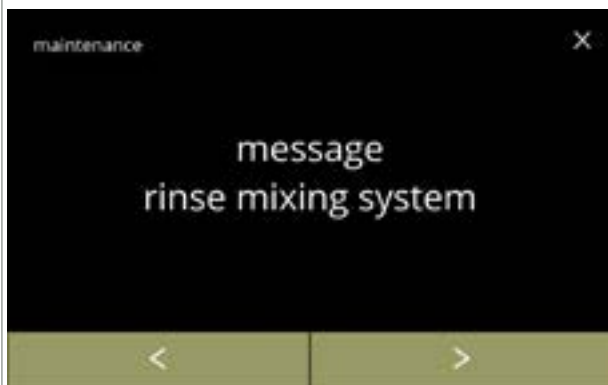 maintenance ×
message
rinse mixing system
< >